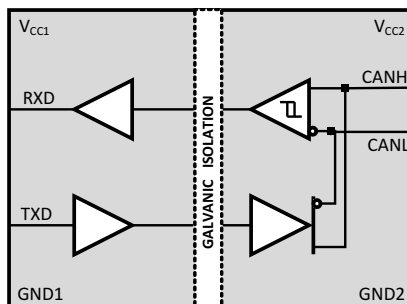 VCC1
VCC2
RXD
CANH
CANL
GALVANIC ISOLATION
TXD
GND1
GND2